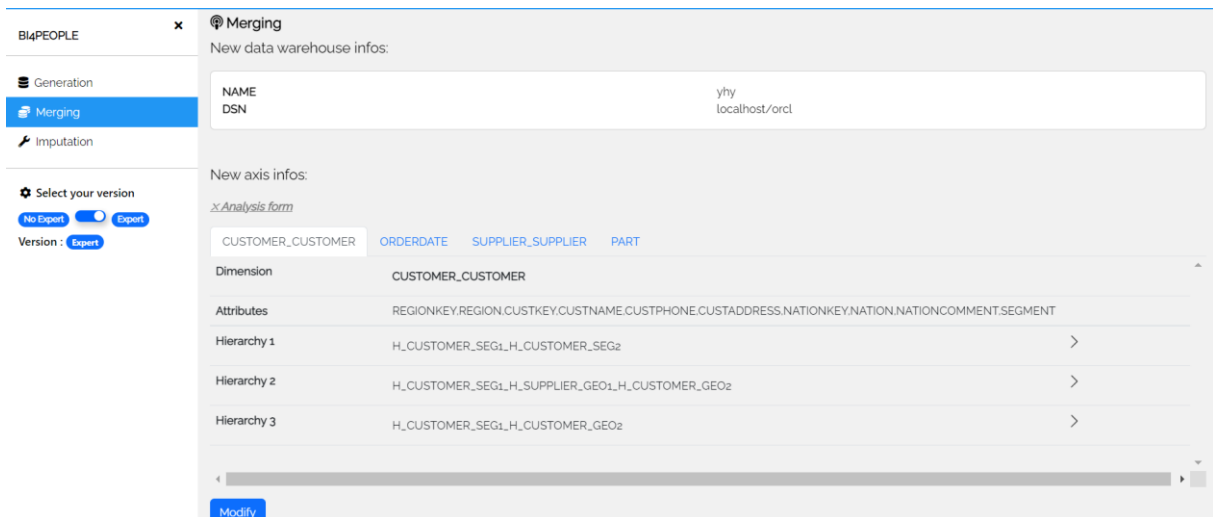 BI4PEOPLE
×
Generation
Merging
Imputation
Select your version
No Expert Expert
Version : Expert
Merging
New data warehouse infos:
NAME yhy
DSN localhost/orcl
New axis infos:
× Analysis form
CUSTOMER_CUSTOMER ORDERDATE SUPPLIER_SUPPLIER PART
Dimension CUSTOMER_CUSTOMER
Attributes REGIONKEY,REGION,CUSTKEY,CUSTNAME,CUSTPHONE,CUSTADDRESS,NATIONKEY,NATION,NATIONCOMMENT,SEGMENT
Hierarchy 1 H_CUSTOMER_SEG1_H_CUSTOMER_SEG2
Hierarchy 2 H_CUSTOMER_SEG1_H_SUPPLIER_GEO1_H_CUSTOMER_GEO2
Hierarchy 3 H_CUSTOMER_SEG1_H_CUSTOMER_GEO2
Modify